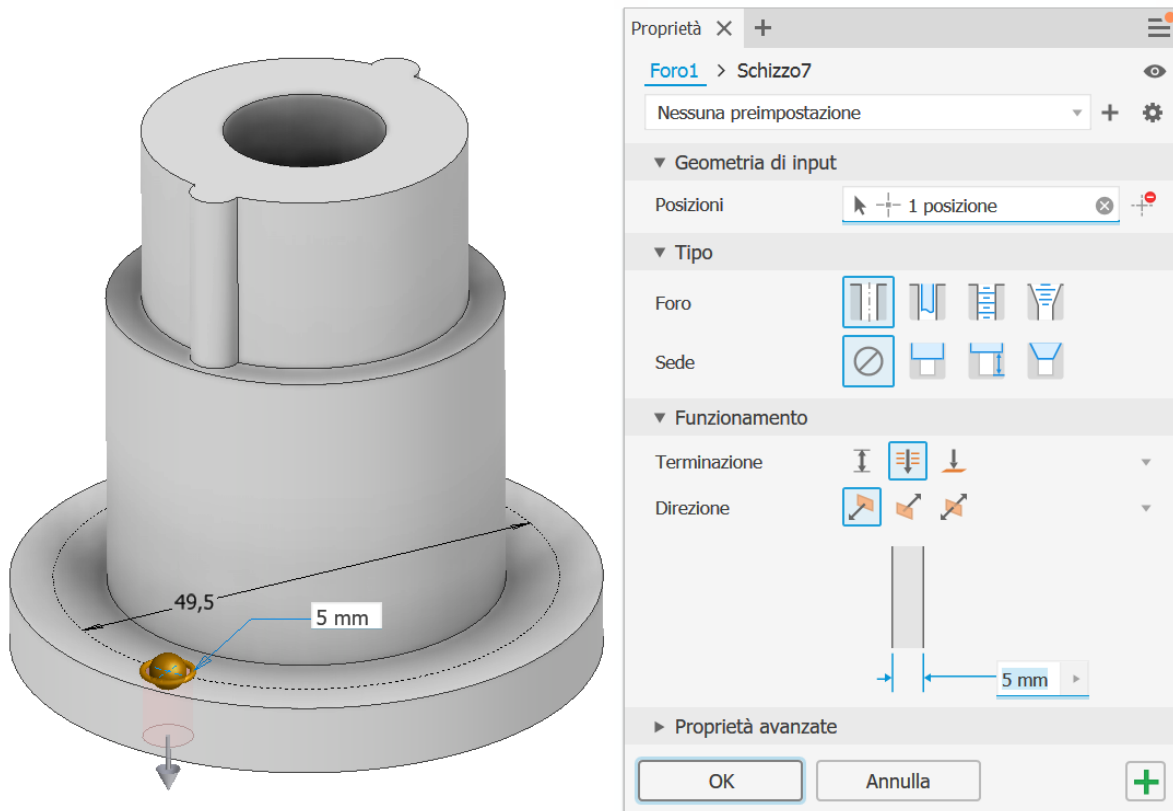 Proprietà
Foro1 > Schizzo7
Nessuna preimpostazione
Geometria di input
Posizioni
1 posizione
Tipo
Foro
Sede
Funzionamento
Terminazione
Direzione
5 mm
Proprietà avanzate
OK
Annulla
49,5
5 mm